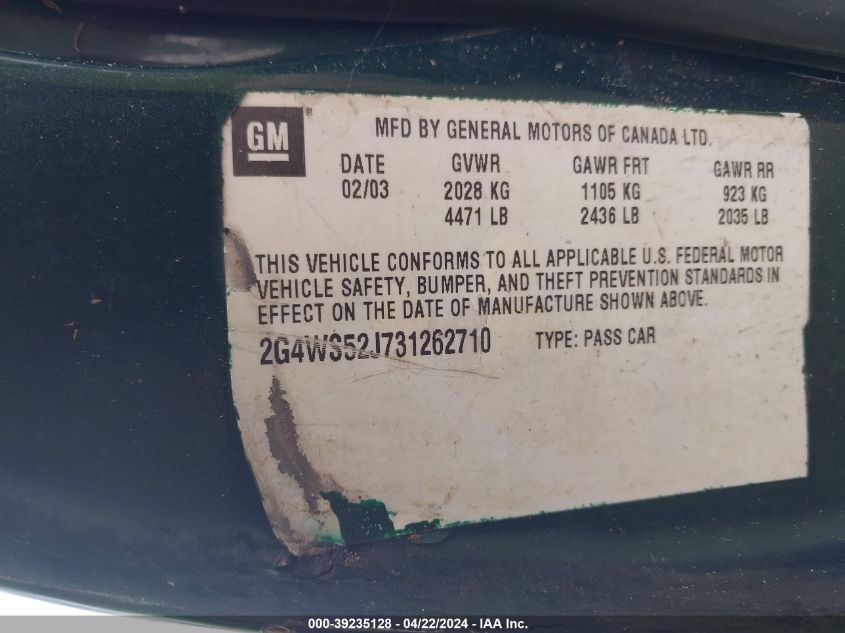 GM ® MFD BY GENERAL MOTORS OF CANADA LTD.
DATE GVWR GAWR FRT GAWR RR
02/03 2028 KG 1105 KG 923 KG
4471 LB 2436 LB 2035 LB
THIS VEHICLE CONFORMS TO ALL APPLICABLE U.S. FEDERAL MOTOR
VEHICLE SAFETY, BUMPER, AND THEFT PREVENTION STANDARDS IN
EFFECT ON THE DATE OF MANUFACTURE SHOWN ABOVE.
2G4WS52J731262710 TYPE: PASS CAR
000-39235128 - 04/22/2024 - IAA Inc.